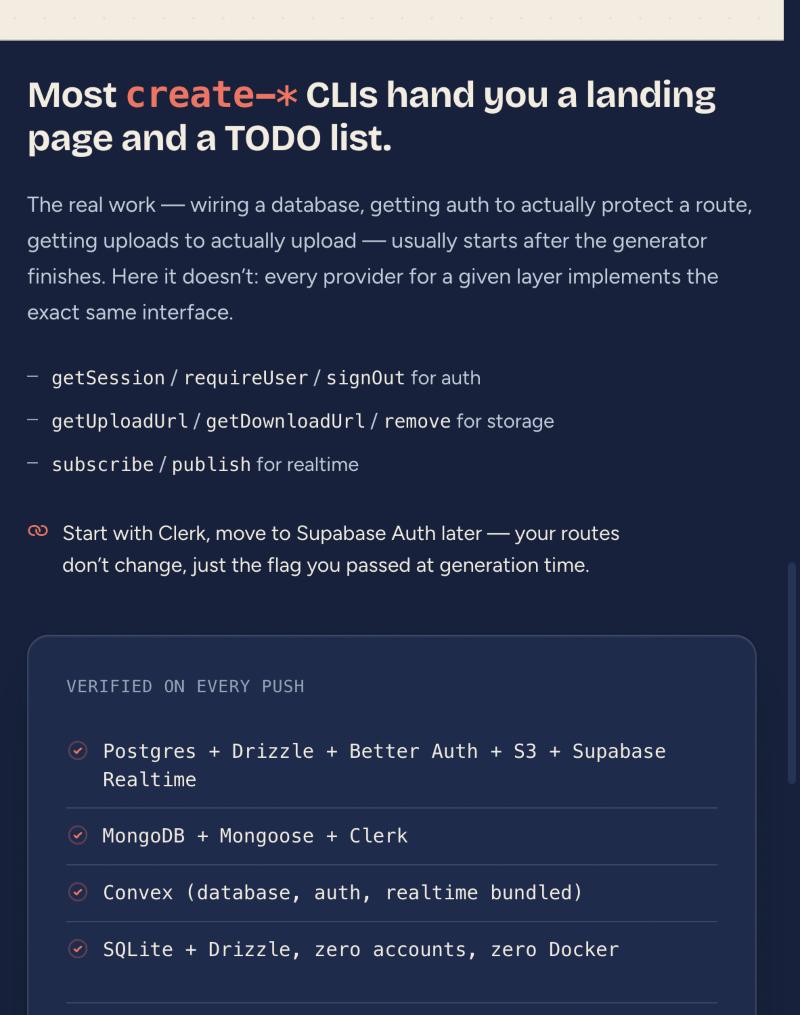 Most create-* CLIs hand you a landing
page and a TODO list.
The real work — wiring a database, getting auth to actually protect a route,
getting uploads to actually upload — usually starts after the generator
finishes. Here it doesn’t: every provider for a given layer implements the
exact same interface.
– getSession / requireUser / signOut for auth
– getUploadUrl / getDownloadUrl / remove for storage
– subscribe / publish for realtime
Start with Clerk, move to Supabase Auth later — your routes
don’t change, just the flag you passed at generation time.
VERIFIED ON EVERY PUSH
Postgres + Drizzle + Better Auth + S3 + Supabase
Realtime
MongoDB + Mongoose + Clerk
Convex (database, auth, realtime bundled)
SQLite + Drizzle, zero accounts, zero Docker